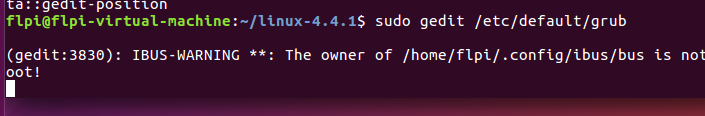 ta::gedit-position
flpi@flpi-virtual-machine:~/linux-4.4.1$ sudo gedit /etc/default/grub
(gedit:3830): IBUS-WARNING **: The owner of /home/flpi/.config/ibus/bus is not
oot!